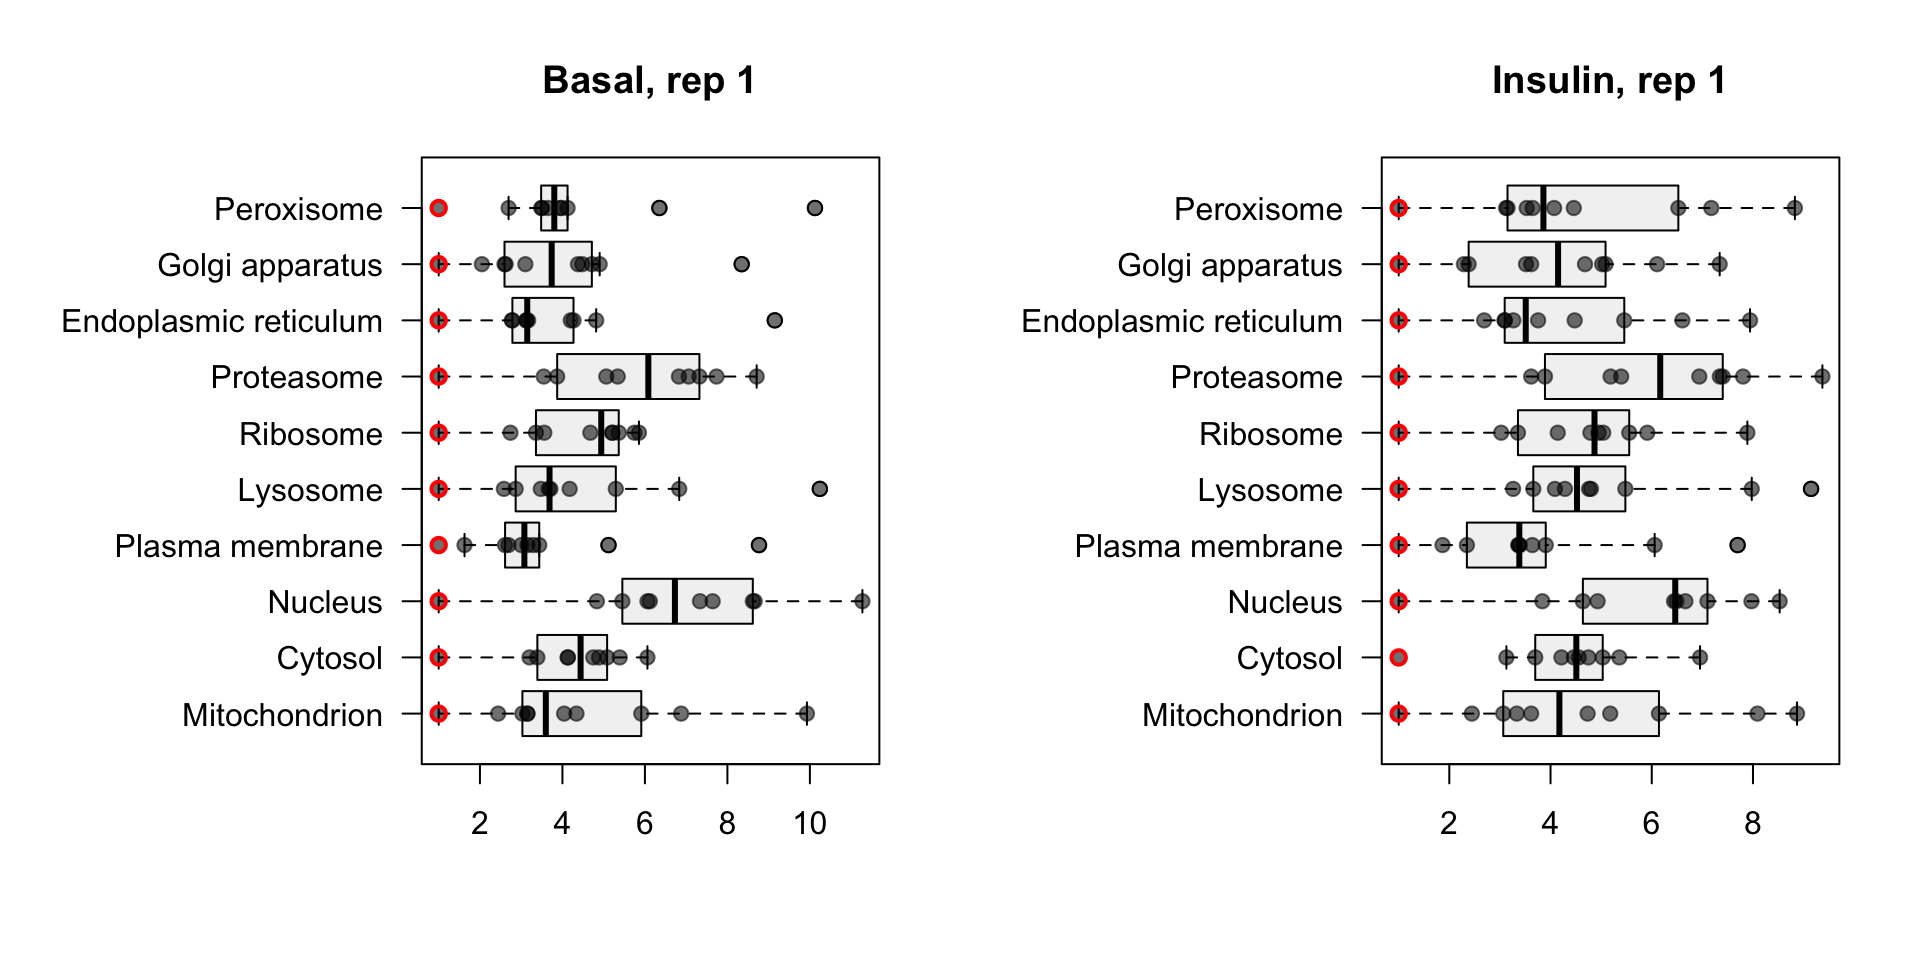 Basal, rep 1
Peroxisome
Golgi apparatus
Endoplasmic reticulum
Proteasome
Ribosome
Lysosome
Plasma membrane
Nucleus
Cytosol
Mitochondrion
2 4 6 8 10
Insulin, rep 1
Peroxisome
Golgi apparatus
Endoplasmic reticulum
Proteasome
Ribosome
Lysosome
Plasma membrane
Nucleus
Cytosol
Mitochondrion
2 4 6 8